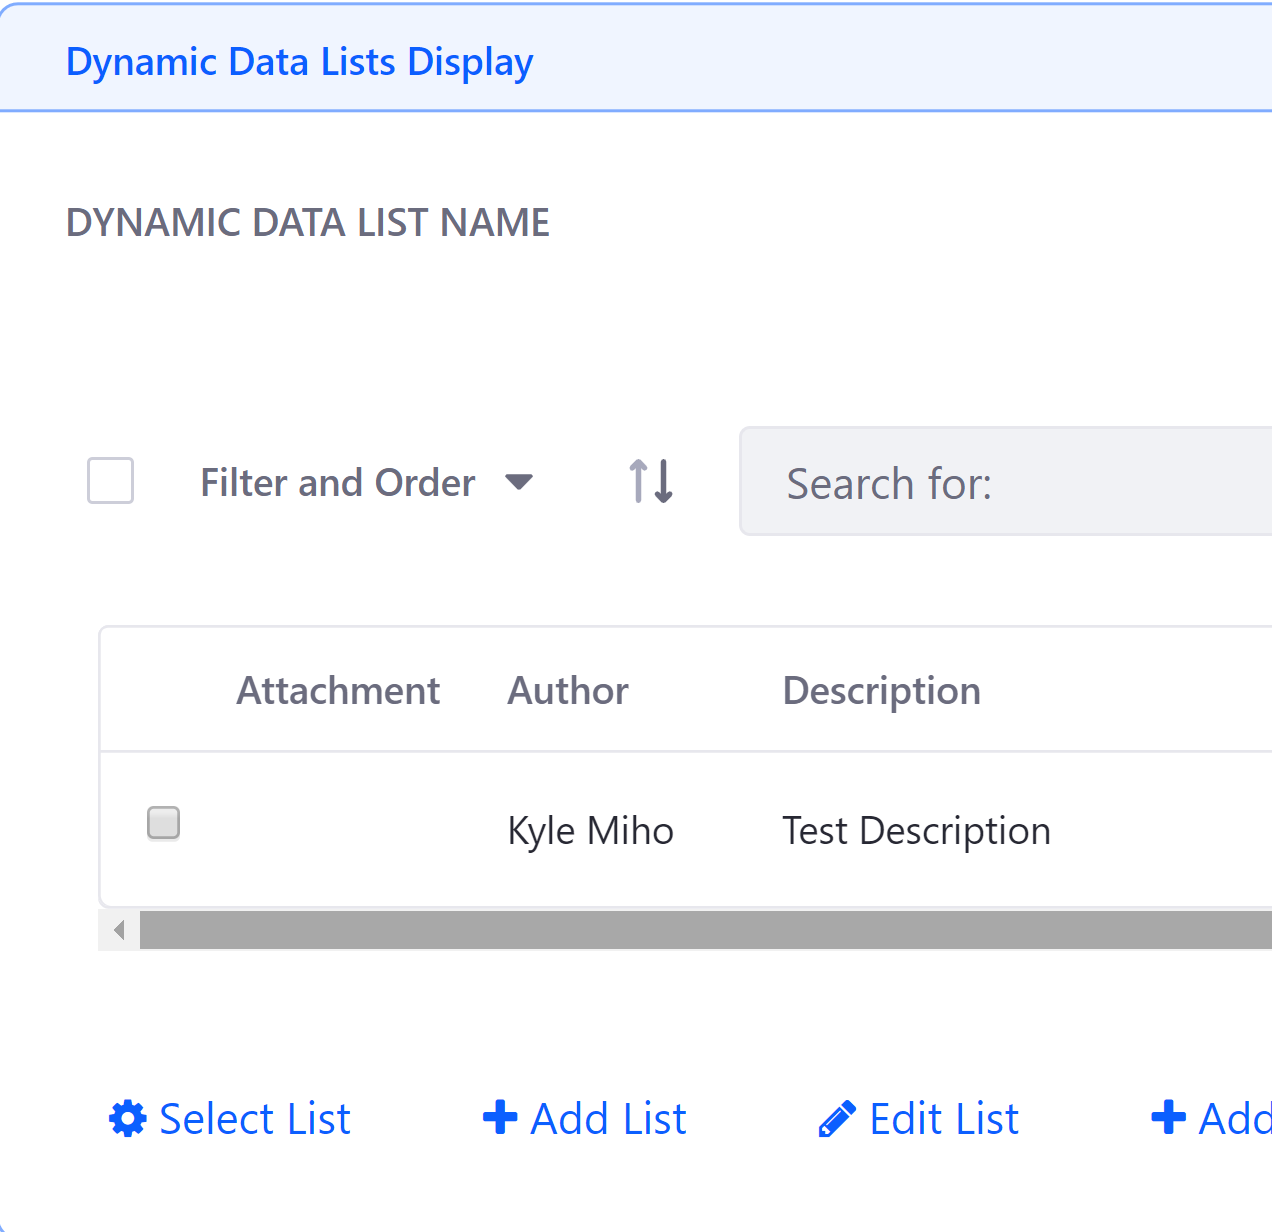 Dynamic Data Lists Display
DYNAMIC DATA LIST NAME
Filter and Order Search for:
Attachment Author Description
Kyle Miho Test Description
Select List Add List Edit List Add